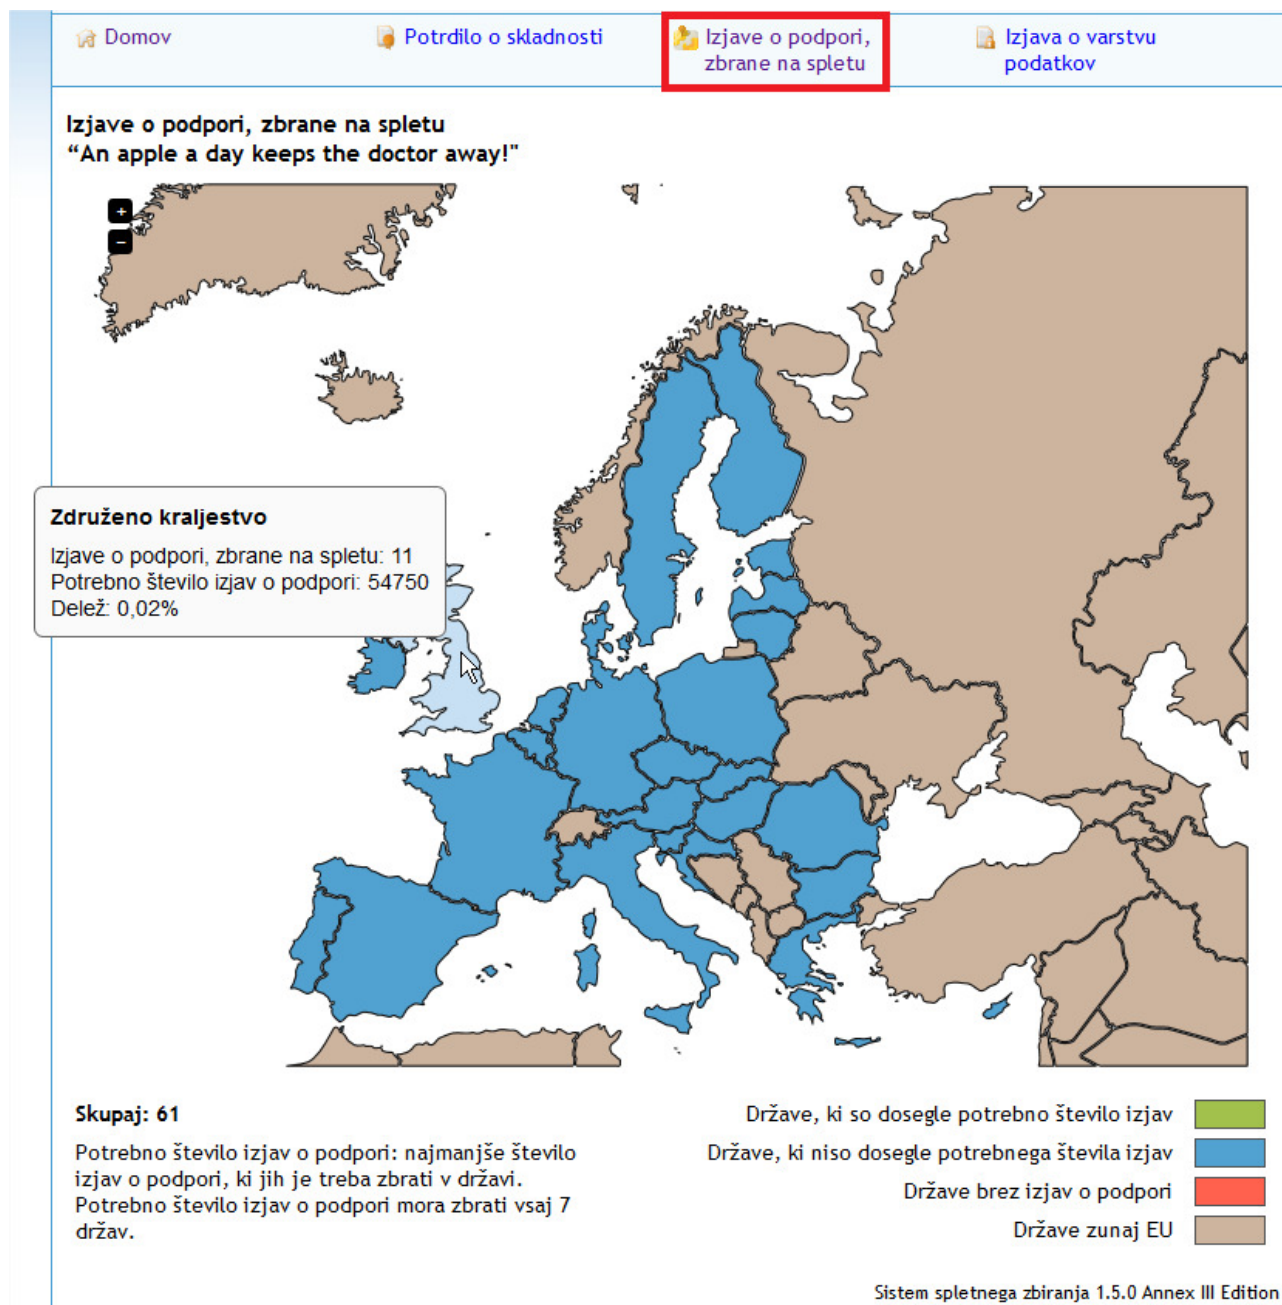 Domov
Potrdilo o skladnosti
Izjave o podpori,
zbrane na spletu
Izjava o varstvu
podatkov
Izjave o podpori, zbrane na spletu
“An apple a day keeps the doctor away!"
+
–
Združeno kraljestvo
Izjave o podpori, zbrane na spletu: 11
Potrebno število izjav o podpori: 54750
Delež: 0,02%
Skupaj: 61
Potrebno število izjav o podpori: najmanjše število
izjav o podpori, ki jih je treba zbrati v državi.
Potrebno število izjav o podpori mora zbrati vsaj 7
držav.
Države, ki so dosegle potrebno število izjav
Države, ki niso dosegle potrebnega števila izjav
Države brez izjav o podpori
Države zunaj EU
Sistem spletnega zbiranja 1.5.0 Annex III Edition